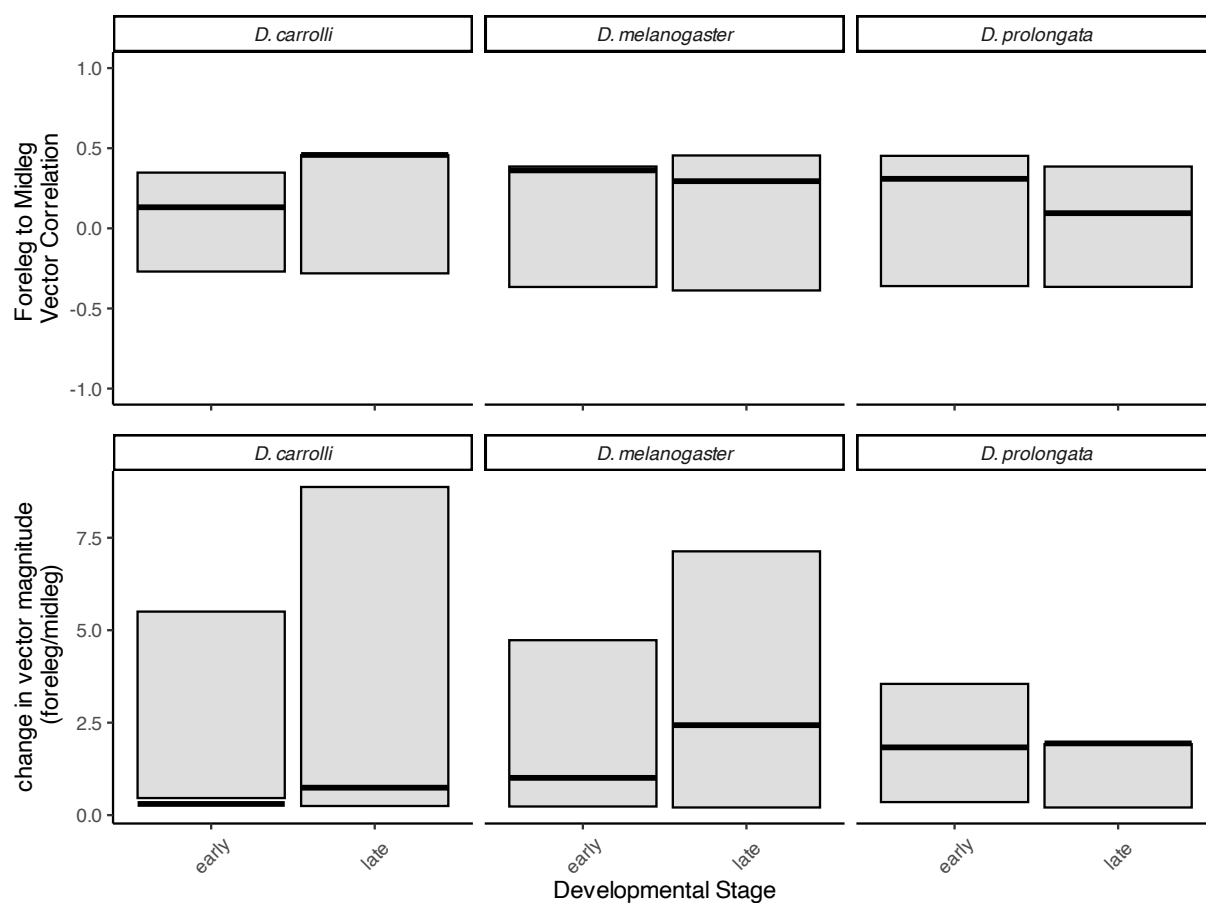 D. carrolli D. melanogaster D. prolongata
1.0
0.5
0.0
-0.5
-1.0
Foreleg to Midleg
Vector Correlation
D. carrolli D. melanogaster D. prolongata
7.5
5.0
2.5
0.0
change in vector magnitude
(foreleg/midleg)
early late early late early late
Developmental Stage